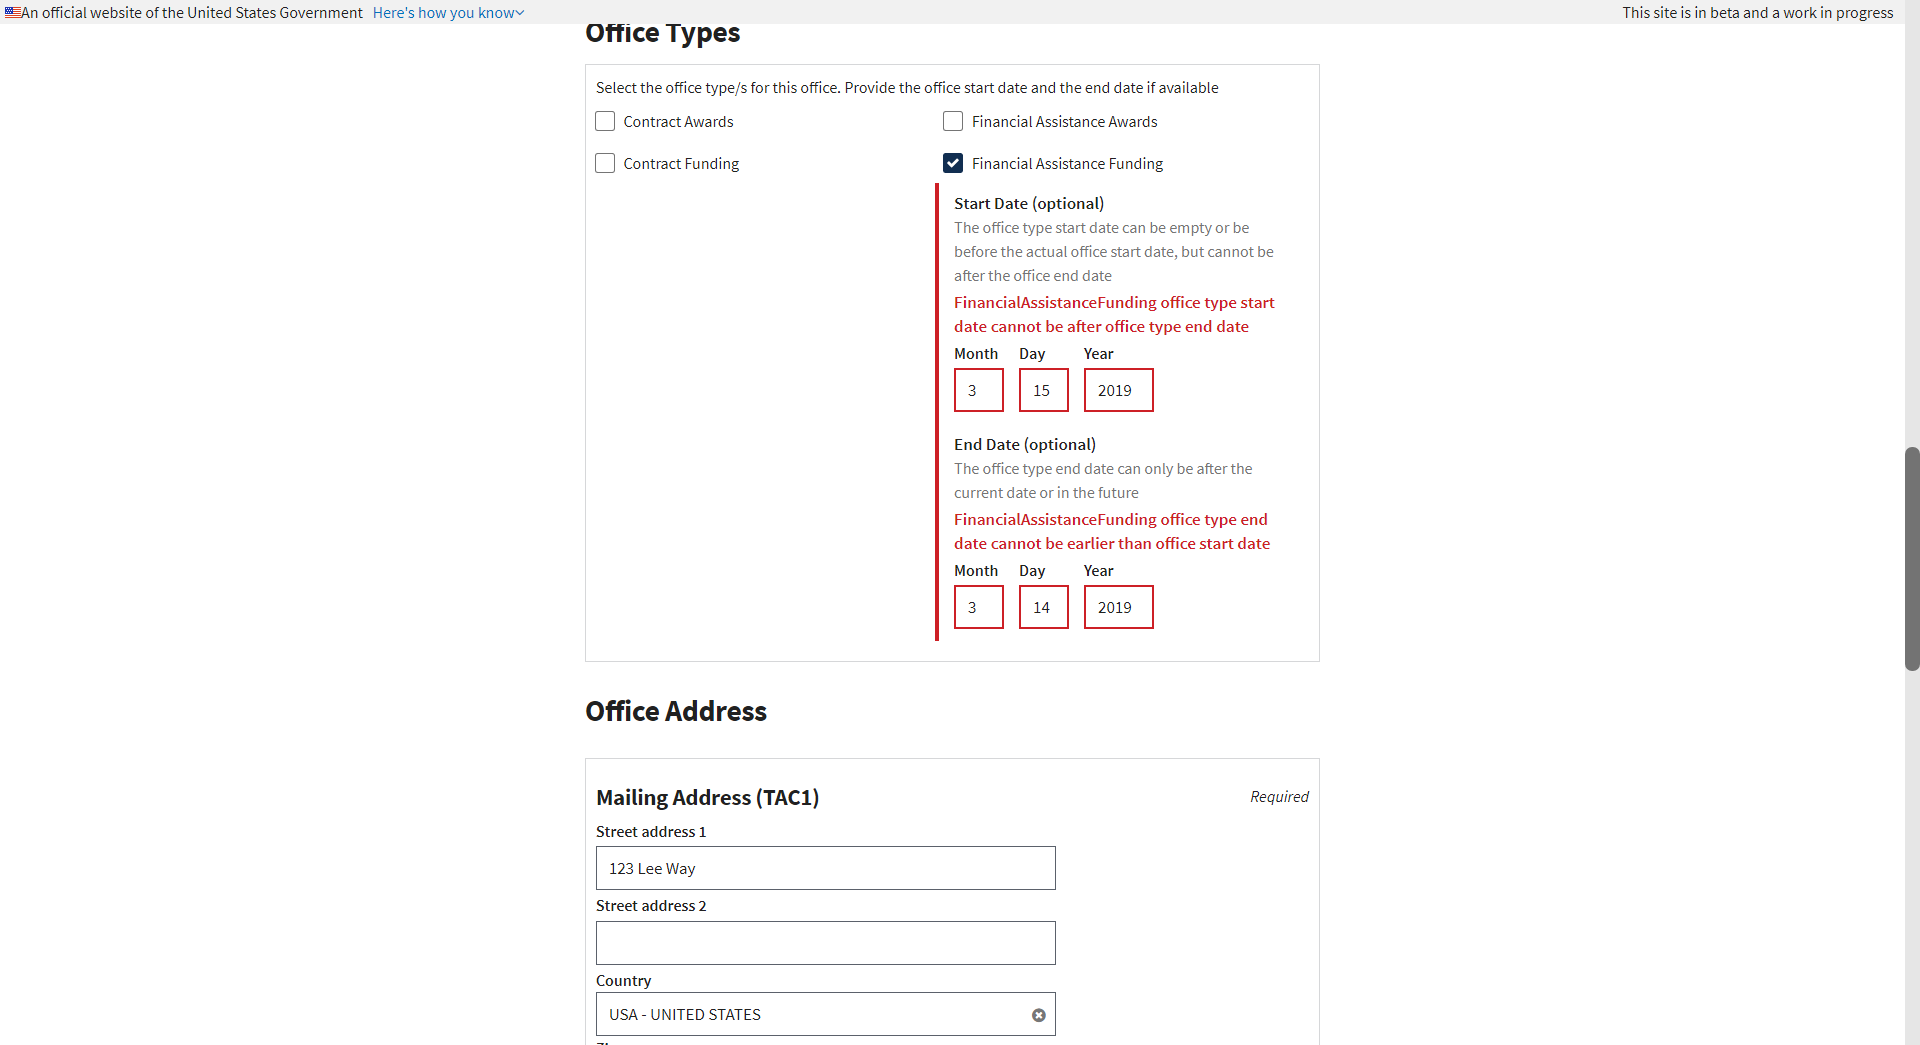 An official website of the United States Government Here's how you know
This site is in beta and a work in progress
Office Types
Select the office type/s for this office. Provide the office start date and the end date if available
Contract Awards
Financial Assistance Awards
Contract Funding
Financial Assistance Funding
Start Date (optional)
The office type start date can be empty or be
before the actual office start date, but cannot be
after the office end date
FinancialAssistanceFunding office type start
date cannot be after office type end date
Month Day Year
3 15 2019
End Date (optional)
The office type end date can only be after the
current date or in the future
FinancialAssistanceFunding office type end
date cannot be earlier than office start date
Month Day Year
3 14 2019
Office Address
Mailing Address (TAC1)
Required
Street address 1
123 Lee Way
Street address 2
Country
USA - UNITED STATES